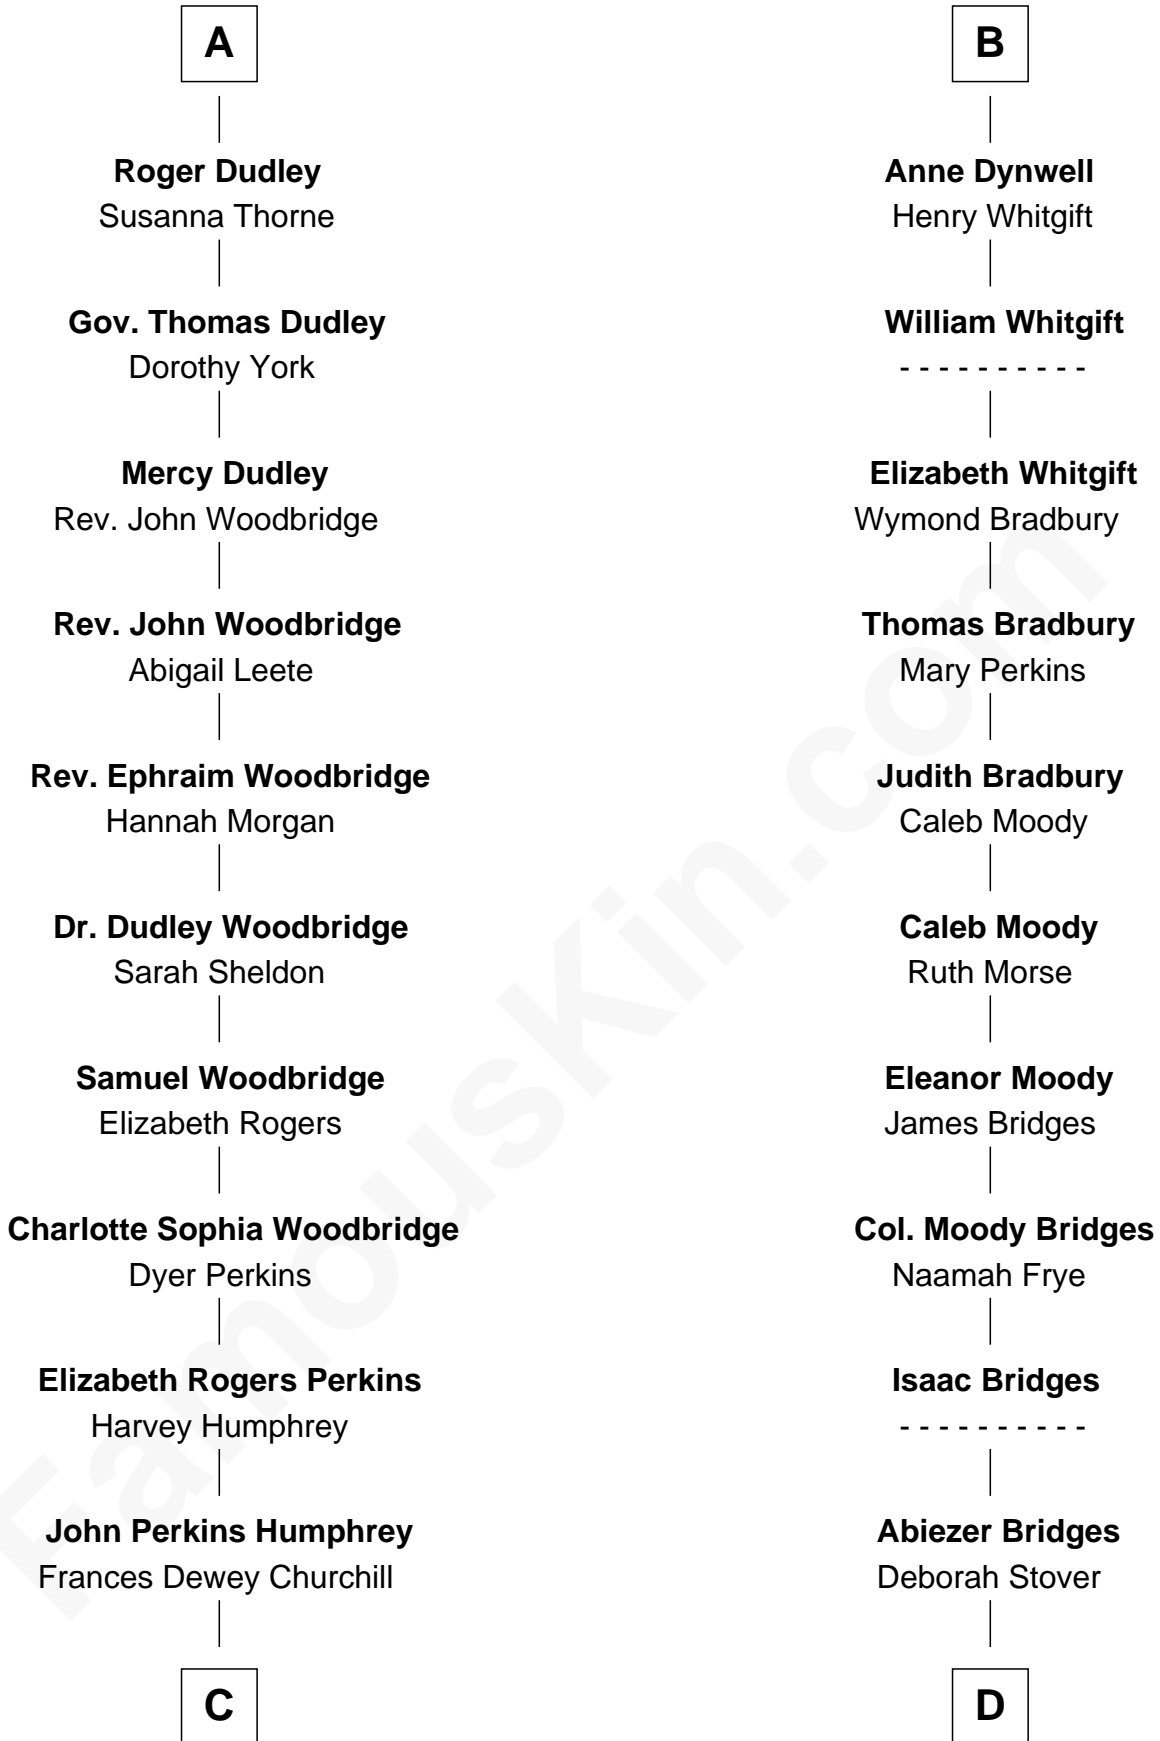 A
Roger Dudley
Susanna Thorne
Gov. Thomas Dudley
Dorothy York
Mercy Dudley
Rev. John Woodbridge
Rev. John Woodbridge
Abigail Leete
Rev. Ephraim Woodbridge
Hannah Morgan
Dr. Dudley Woodbridge
Sarah Sheldon
Samuel Woodbridge
Elizabeth Rogers
Charlotte Sophia Woodbridge
Dyer Perkins
Elizabeth Rogers Perkins
Harvey Humphrey
John Perkins Humphrey
Frances Dewey Churchill
C
B
Anne Dynwell
Henry Whitgift
William Whitgift
- - - - - - - - - -
Elizabeth Whitgift
Wymond Bradbury
Thomas Bradbury
Mary Perkins
Judith Bradbury
Caleb Moody
Caleb Moody
Ruth Morse
Eleanor Moody
James Bridges
Col. Moody Bridges
Naamah Frye
Isaac Bridges
- - - - - - - - - -
Abiezer Bridges
Deborah Stover
D
FamousKin.com